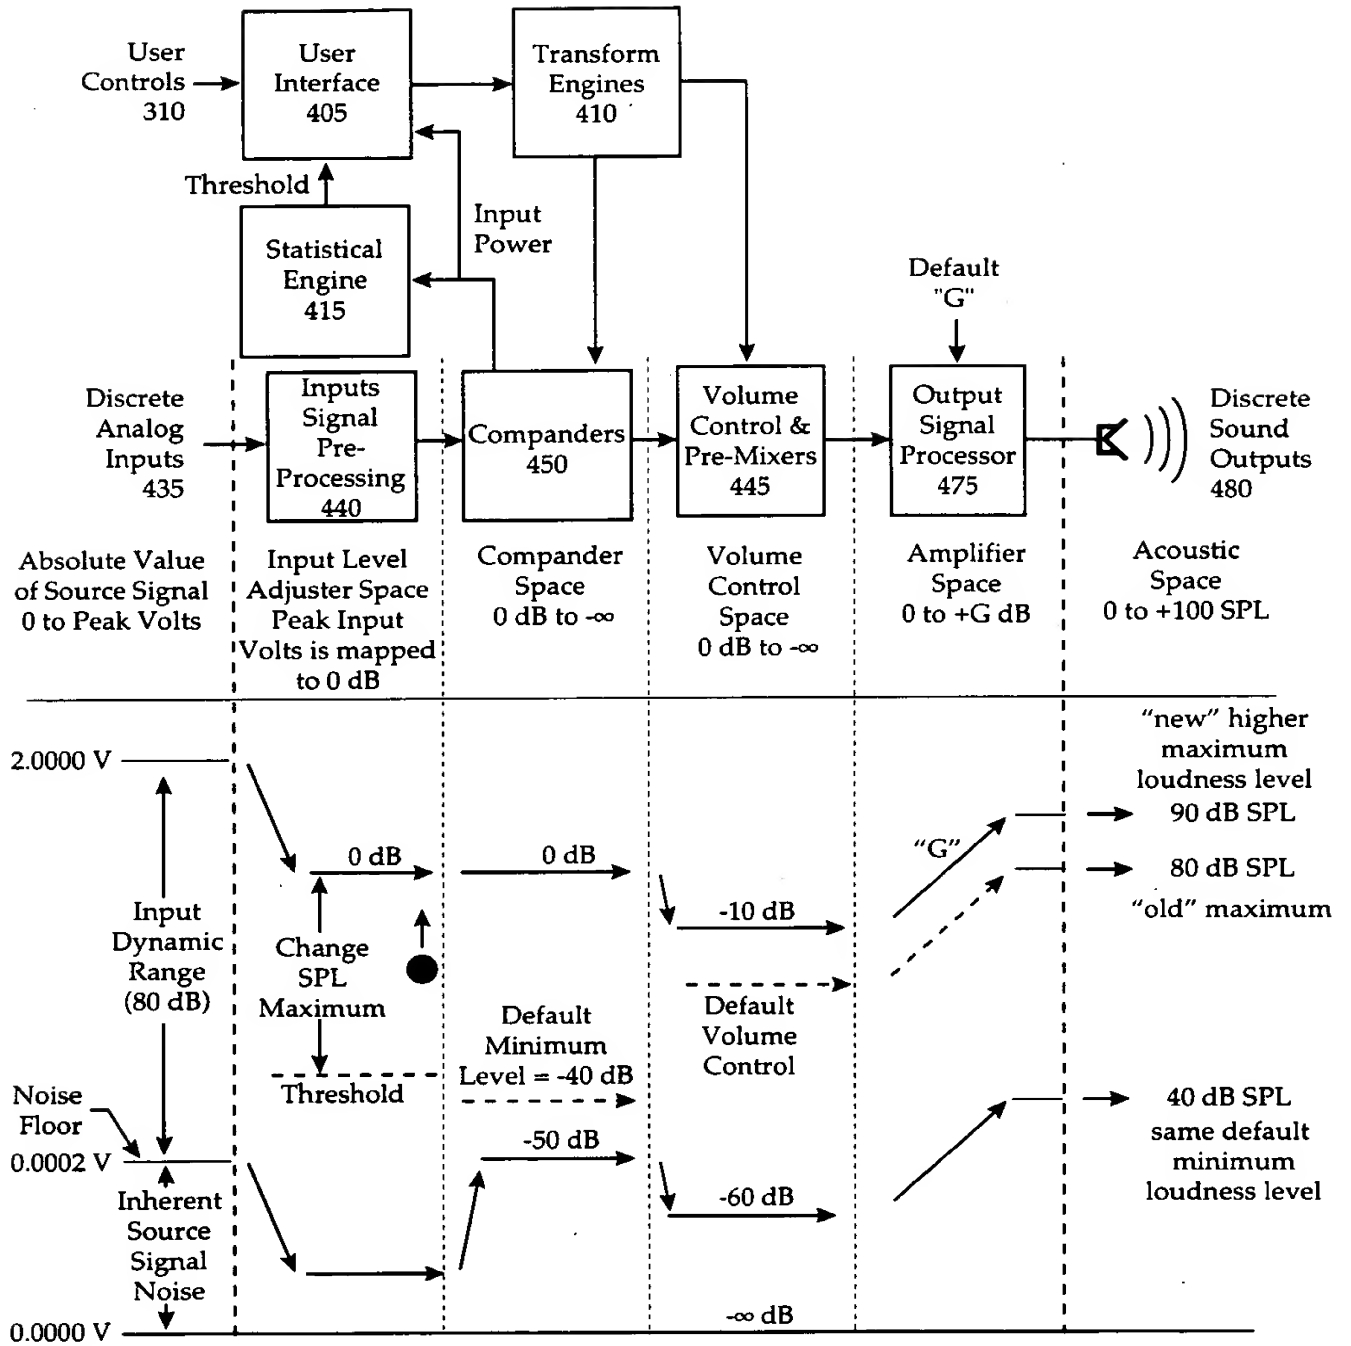 User
Controls
310
User
Interface
405
Transform
Engines
410
Threshold
Input
Power
Statistical
Engine
415
Default
"G"
Discrete
Analog
Inputs
435
Inputs
Signal
Pre-
Processing
440
Companders
450
Volume
Control &
Pre-Mixers
445
Output
Signal
Processor
475
Discrete
Sound
Outputs
480
Absolute Value
of Source Signal
0 to Peak Volts
Input Level
Adjuster Space
Peak Input
Volts is mapped
to 0 dB
Compander
Space
0 dB to -∞
Volume
Control
Space
0 dB to -∞
Amplifier
Space
0 to +G dB
Acoustic
Space
0 to +100 SPL
2.0000 V
Input
Dynamic
Range
(80 dB)
Noise
Floor
0.0002 V
Inherent
Source
Signal
Noise
0.0000 V
0 dB
Change
SPL
Maximum
Threshold
0 dB
Default
Minimum
Level = -40 dB
-50 dB
-10 dB
Default
Volume
Control
-60 dB
-∞ dB
“G”
“new” higher
maximum
loudness level
90 dB SPL
80 dB SPL
“old” maximum
40 dB SPL
same default
minimum
loudness level